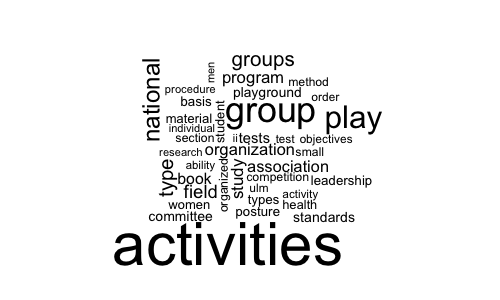 groups
men
program
method
national
procedure
playground
basis
order
group
play
student
material
individual
section
ii
tests
test
objectives
research
organization
small
ability
association
type
book
field
organized
study
competition
leadership
ulm
activity
women
types
health
committee
posture
standards
activities